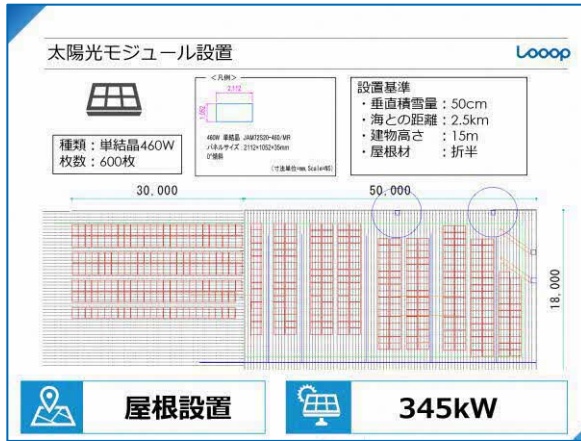 太陽光モジュール設置
Looop
種類：単結晶460W
枚数：600枚
＜凡例＞
2,112
1,052
460W 単結晶 JAM72S20-460/MR
パネルサイズ：2112×1052×35mm
0°傾斜
(寸法単位=mm,Scale=NS)
設置基準
・垂直積雪量：50cm
・海との距離：2.5km
・建物高さ　：15m
・屋根材　　：折半
30,000
50,000
18,000
屋根設置
345kW